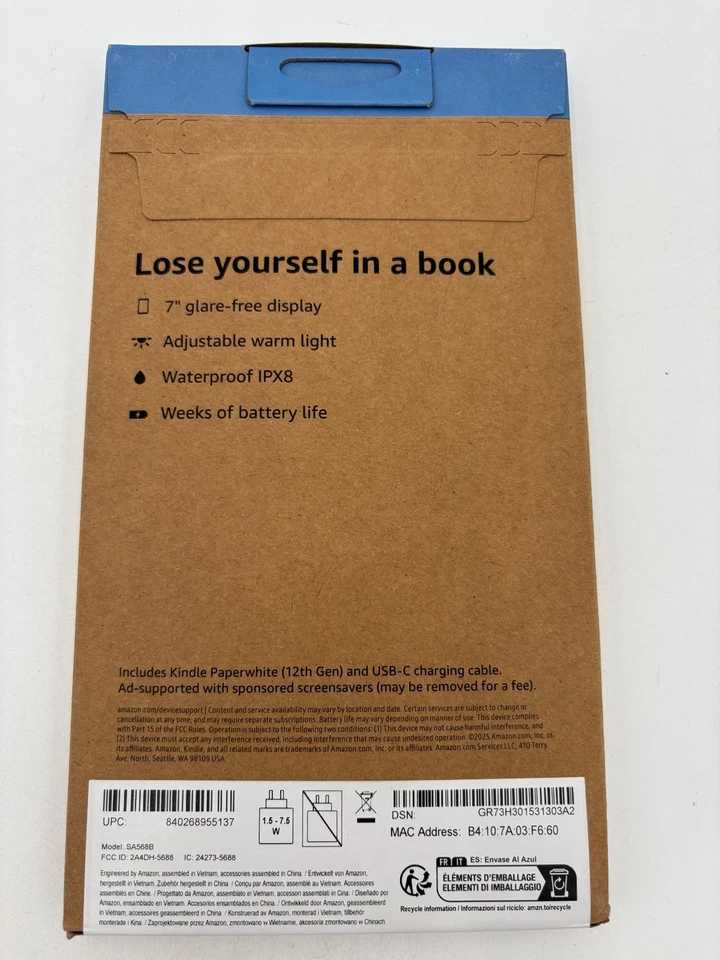 Lose yourself in a book
7" glare-free display
Adjustable warm light
Waterproof IPX8
Weeks of battery life
Includes Kindle Paperwhite (12th Gen) and USB-C charging cable.
Ad-supported with sponsored screensavers (may be removed for a fee).
amazon.com/devicesupport | Content and service availability may vary by location and date. Certain services are subject to change or
cancellation at any time, and may require separate subscriptions. Battery life may vary depending on manner of use. This device complies
with Part 15 of the FCC Rules. Operation is subject to the following two conditions: (1) This device may not cause harmful interference, and
(2) This device must accept any interference received, including interference that may cause undesired operation. ©2025 Amazon.com, Inc. or
its affiliates. Amazon, Kindle, and all related marks are trademarks of Amazon.com, Inc. or its affiliates. Amazon.com Services LLC, 410 Terry
Ave. North, Seattle, WA 98109 USA
UPC: 840268955137
1.5 - 7.5
W
DSN: GR73H301531303A2
MAC Address: B4:10:7A:03:F6:60
Model: SA568B
FCC ID: 2A4DH-5688 IC: 24273-5688
Engineered by Amazon, assembled in Vietnam, accessories assembled in China. / Entwickelt von Amazon,
hergestellt in Vietnam, Zubehör hergestellt in China. / Conçu par Amazon, assemblé au Vietnam. Accessoires
assemblés en Chine. / Progettato da Amazon, assemblato in Vietnam, accessori assemblati in Cina. / Diseñado por
Amazon, ensamblado en Vietnam. Accesorios ensamblados en China. / Ontwikkeld door Amazon, geassembleerd
in Vietnam, accessoires geassembleerd in China. / Konstruerad av Amazon, monterad i Vietnam, tillbehör
monterade i Kina. / Zaprojektowane przez Amazon, zmontowano w Wietnamie, akcesoria zmontowano w Chinach.
FR IT ES: Envase Al Azul
ÉLÉMENTS D'EMBALLAGE
ELEMENTI DI IMBALLAGGIO
Recycle information / Informazioni sul riciclo: amzn.to/recycle